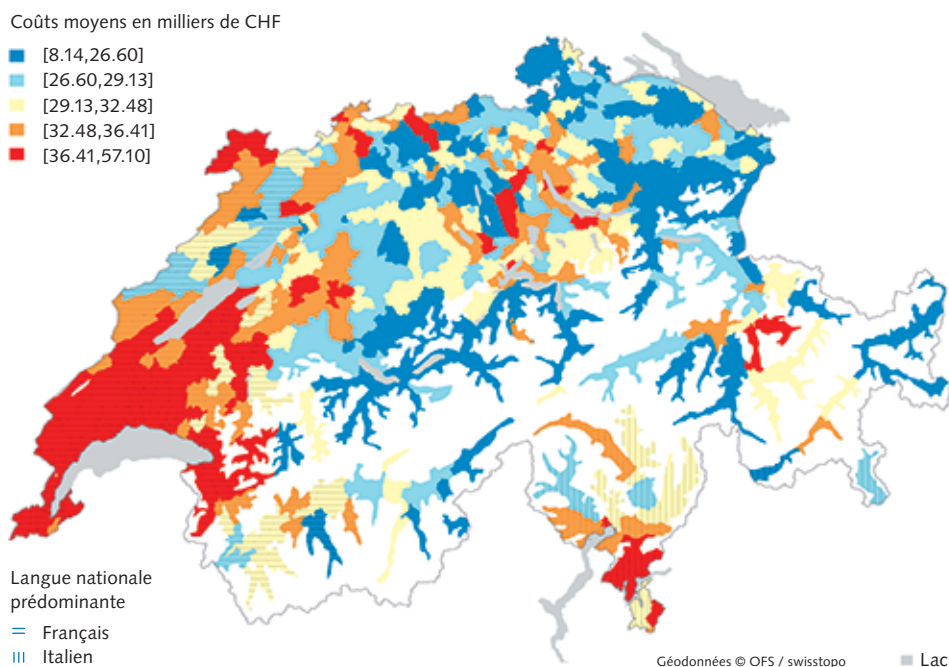 Coûts moyens en milliers de CHF
[8.14,26.60]
[26.60,29.13]
[29.13,32.48]
[32.48,36.41]
[36.41,57.10]
Langue nationale
prédominante
Français
Italien
Géodonnées © OFS / swisstopo
Lac